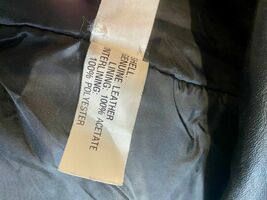 SHELL:
GENUINE LEATHER
LINING: 100% ACETATE
INTERLINING:
100% POLYESTER